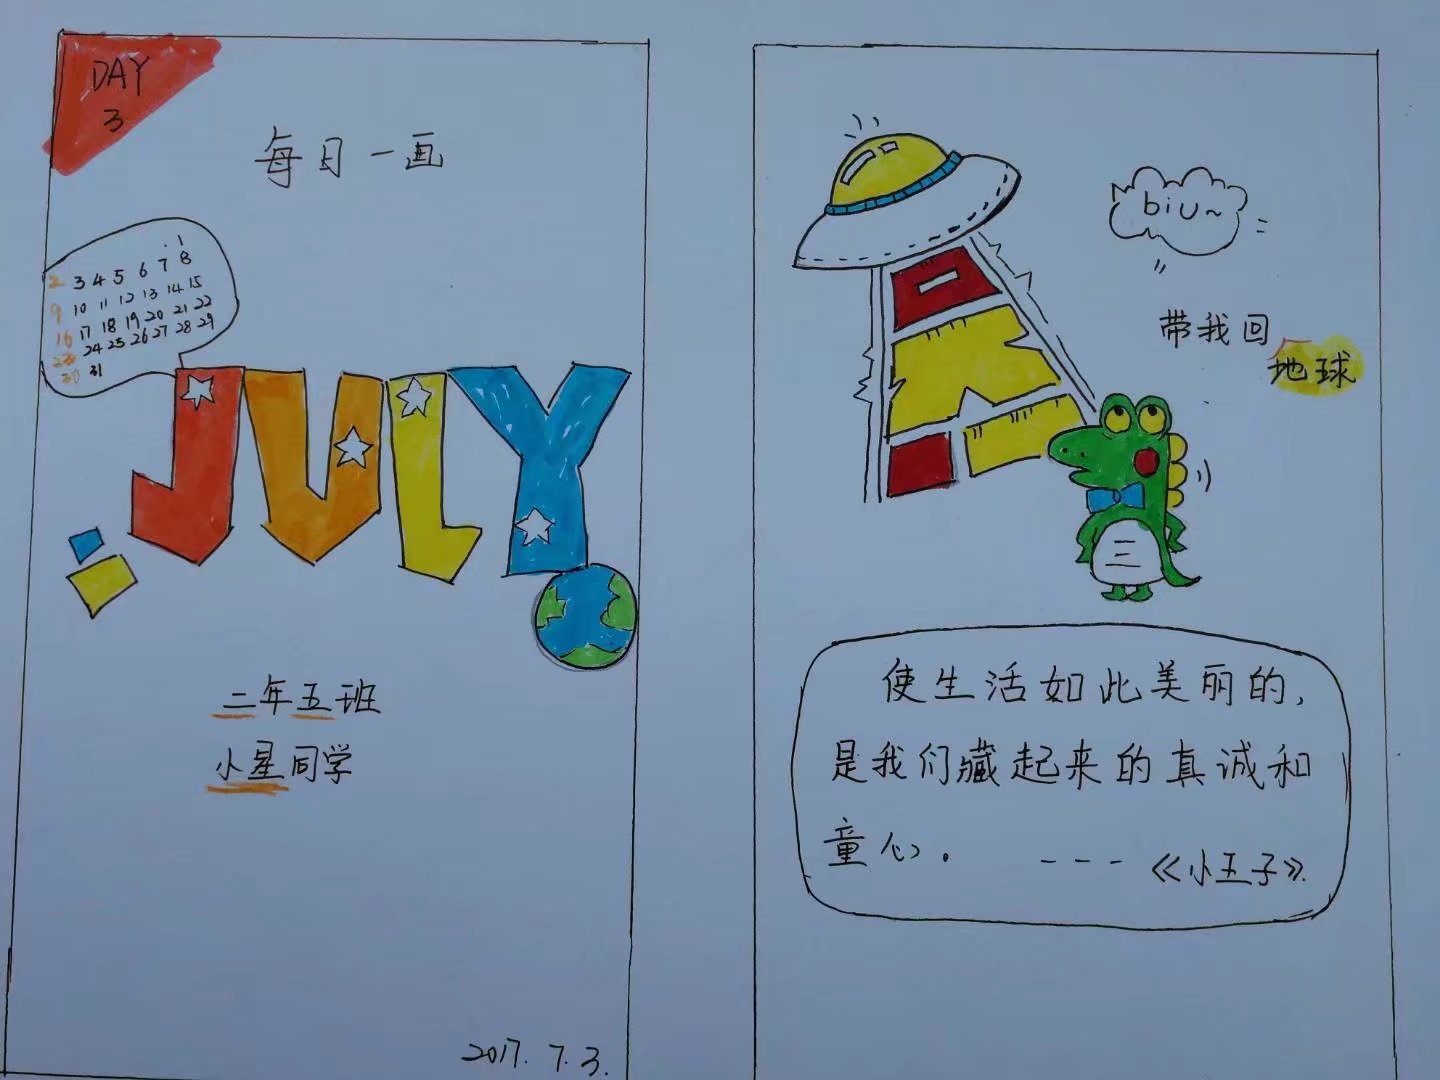 DAY
3
每日一画
1
2 3 4 5 6 7 8
9 10 11 12 13 14 15
16 17 18 19 20 21 22
23 24 25 26 27 28 29
30 31
JULY
二年五班
小星同学
2017.7.3.
biu~
带我回
地球
三
使生活如此美丽的,
是我们藏起来的真诚和
童心. --- 《小王子》.